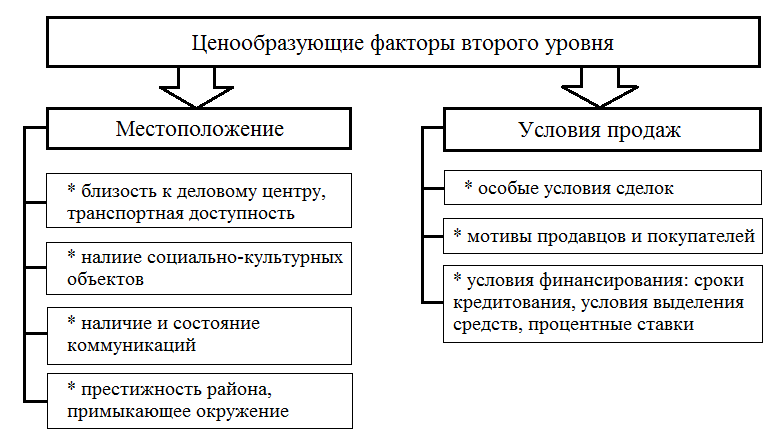 Ценообразующие факторы второго уровня
Местоположение
* близость к деловому центру,
транспортная доступность
* налиие социально-культурных
объектов
* наличие и состояние
коммуникаций
* престижность района,
примыкающее окружение
Условия продаж
* особые условия сделок
* мотивы продавцов и покупателей
* условия финансирования: сроки
кредитования, условия выделения
средств, процентные ставки